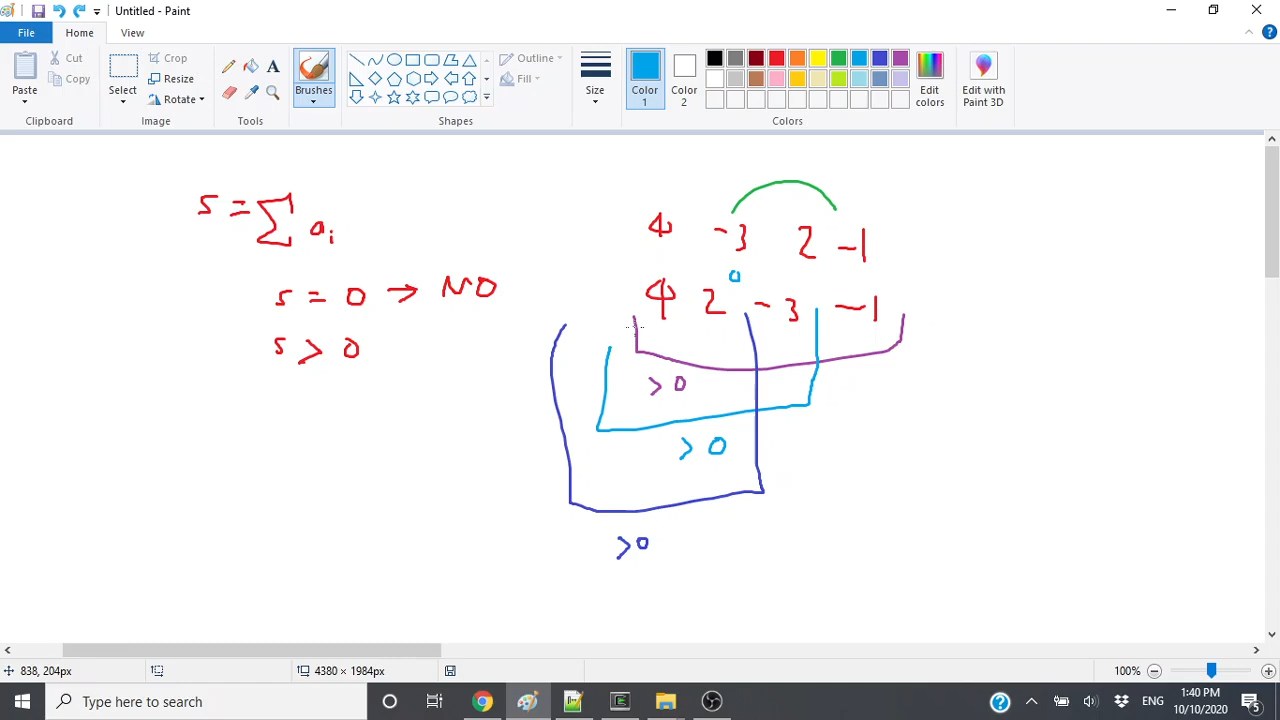 Untitled - Paint
File Home View
Paste
Cut
Copy
Clipboard
Select
Crop
Resize
Rotate
Image
A
Tools
Brushes
Outline
Fill
Shapes
Size
Color 1
Color 2
Edit colors
Colors
Edit with Paint 3D
s = ∑ ai
s = 0 → NO
s > 0
4 -3 2 -1
0
4 2 -3 -1
> 0
> 0
>0
838, 204px
4380 × 1984px
100%
Type here to search
ENG
1:40 PM
10/10/2020
5